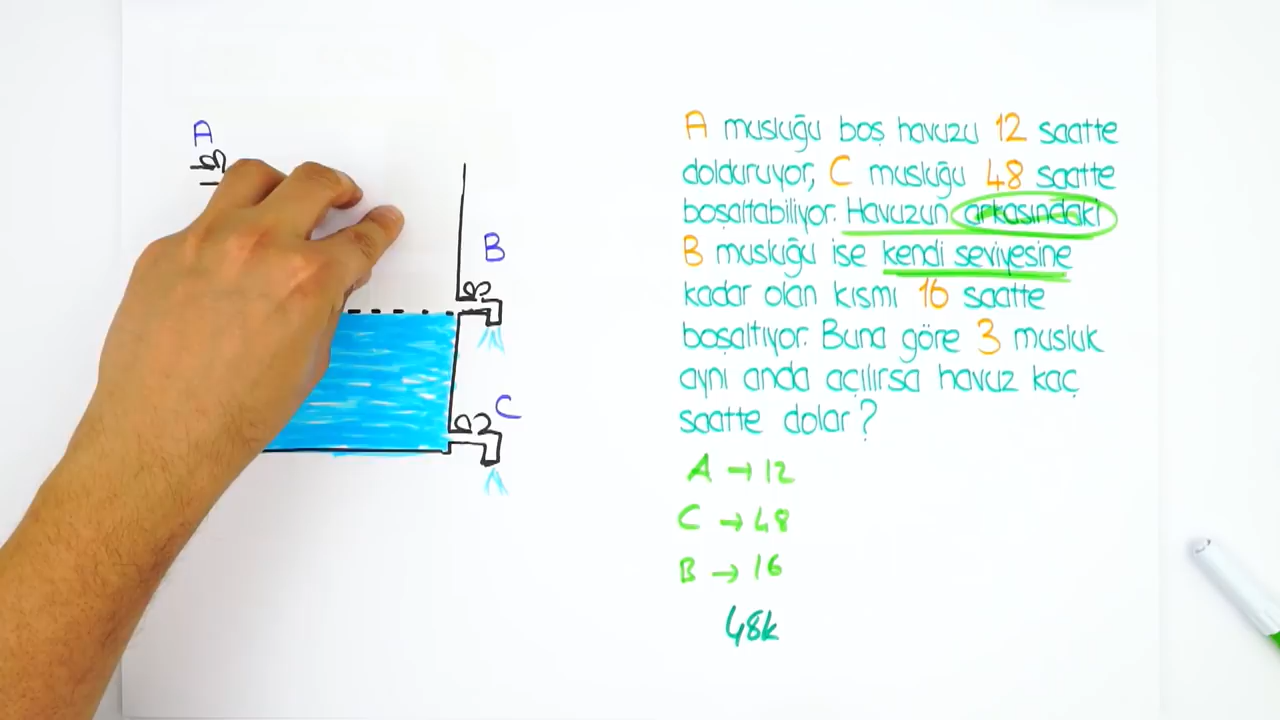 A
B
C
A musluğu boş havuzu 12 saatte
dolduruyor, C musluğu 48 saatte
boşaltabiliyor. Havuzun arkasındaki
B musluğu ise kendi seviyesine
kadar olan kısmı 16 saatte
boşaltıyor. Buna göre 3 musluk
aynı anda açılırsa havuz kaç
saatte dolar?
A → 12
C → 48
B → 16
48k